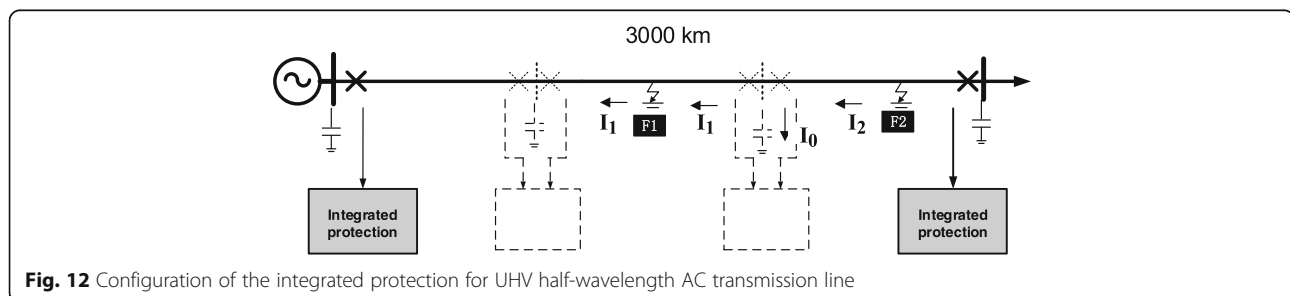 3000 km
I1
F1
I1
I0
I2
F2
Integrated
protection
Integrated
protection
Fig. 12 Configuration of the integrated protection for UHV half-wavelength AC transmission line